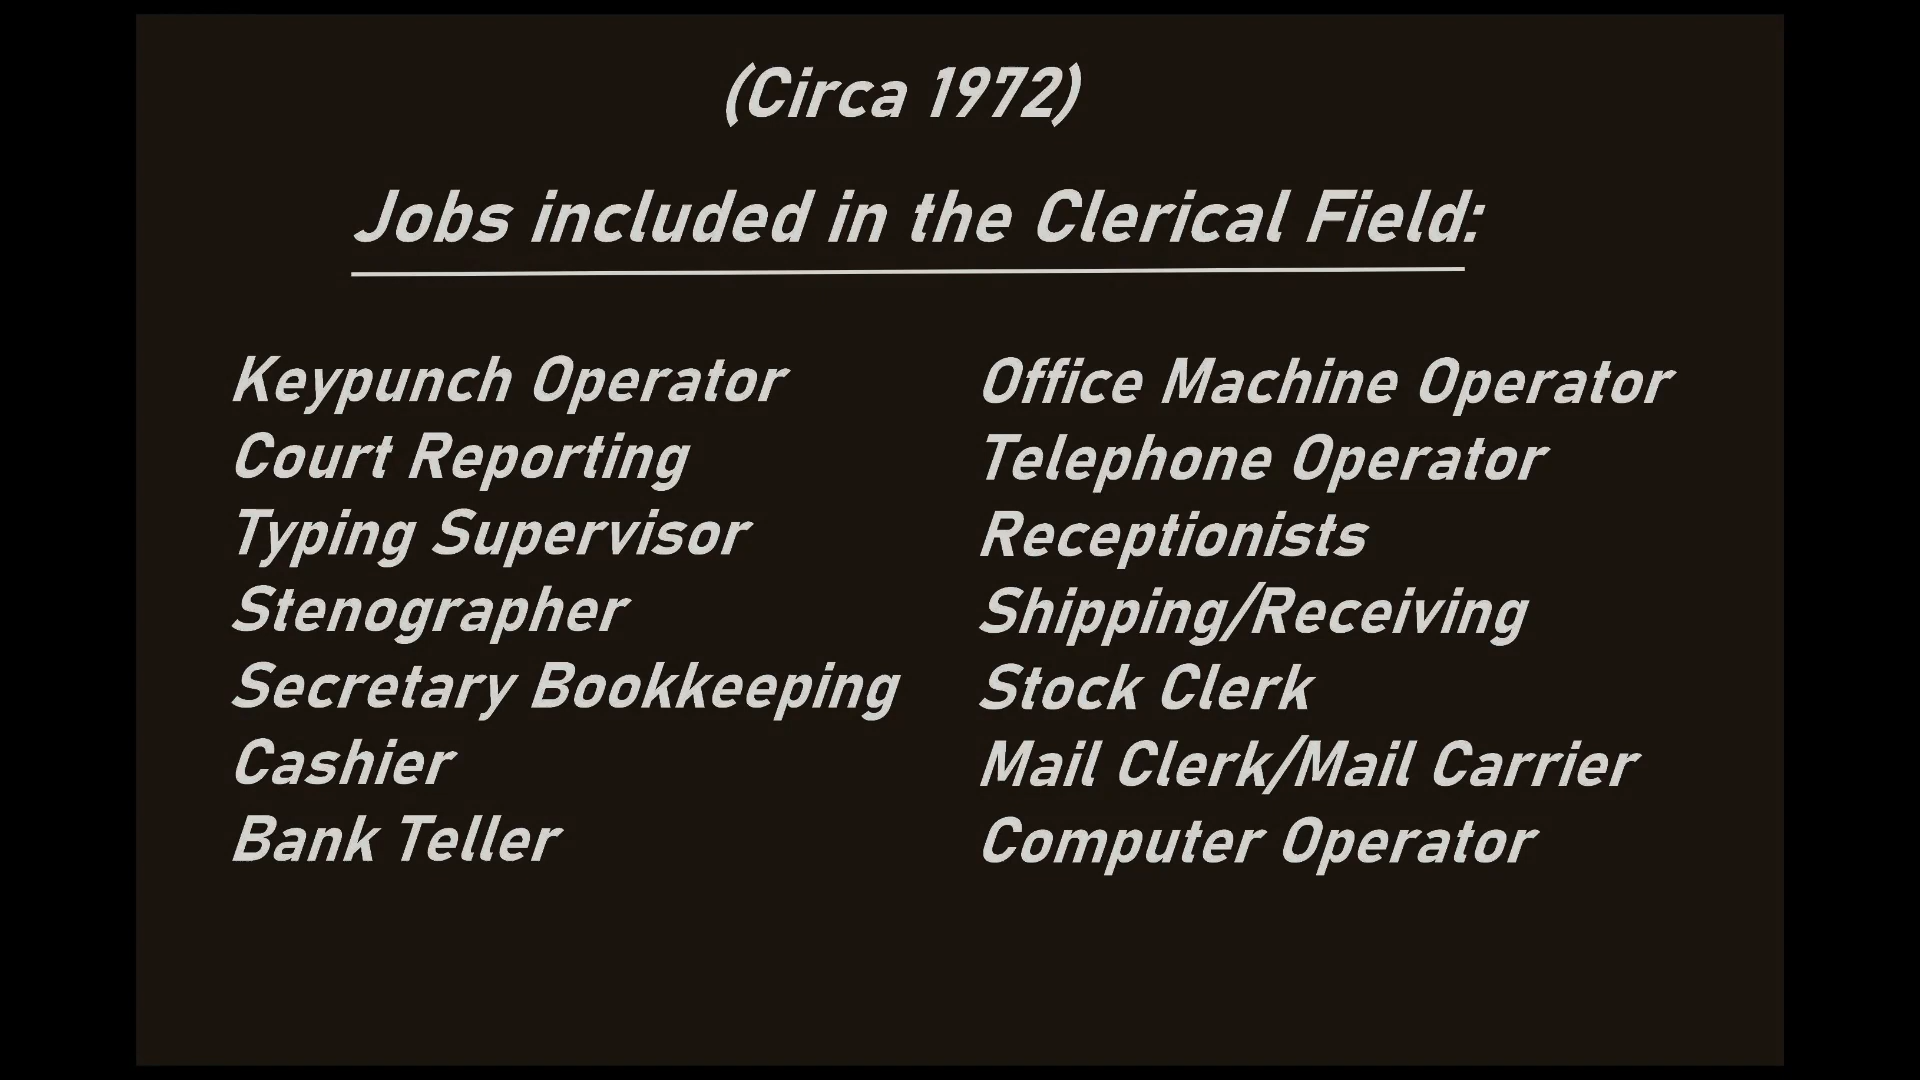 (Circa 1972)
Jobs included in the Clerical Field:
Keypunch Operator
Court Reporting
Typing Supervisor
Stenographer
Secretary Bookkeeping
Cashier
Bank Teller
Office Machine Operator
Telephone Operator
Receptionists
Shipping/Receiving
Stock Clerk
Mail Clerk/Mail Carrier
Computer Operator